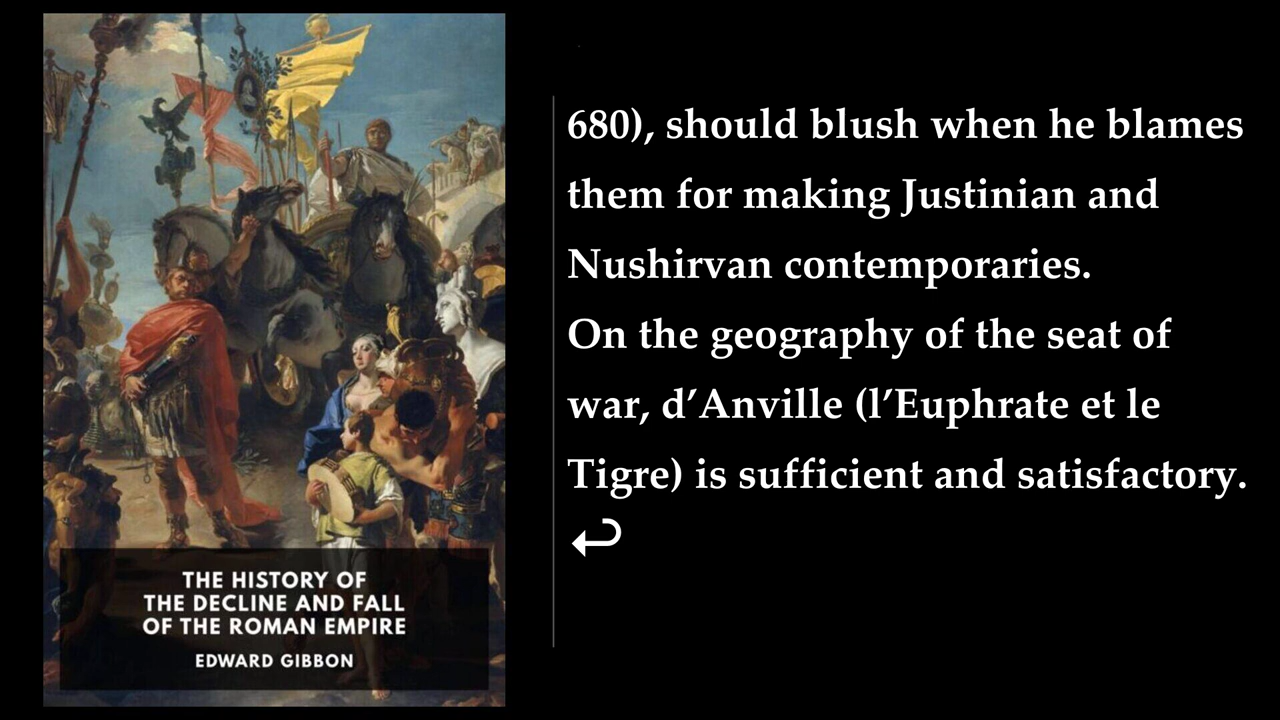 THE HISTORY OF
THE DECLINE AND FALL
OF THE ROMAN EMPIRE
EDWARD GIBBON
680), should blush when he blames
them for making Justinian and
Nushirvan contemporaries.
On the geography of the seat of
war, d’Anville (l’Euphrate et le
Tigre) is sufficient and satisfactory.
↩